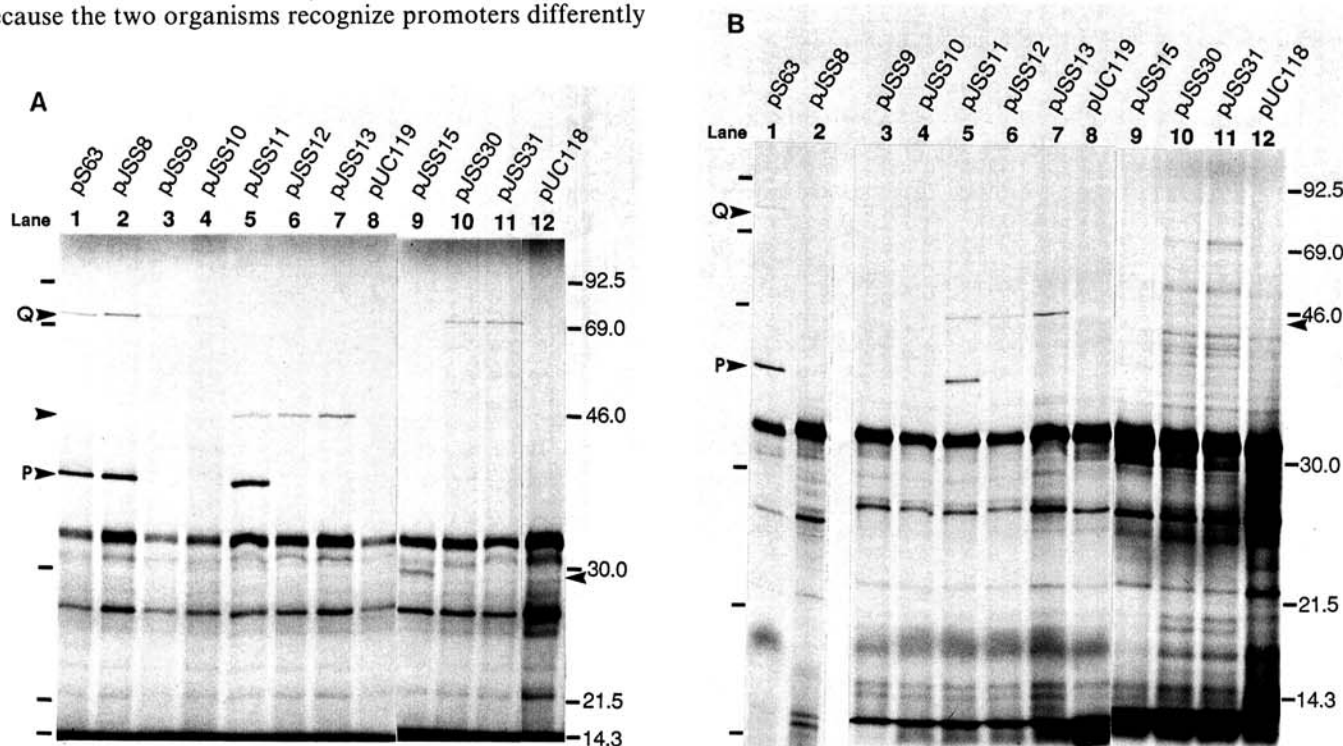 ecause the two organisms recognize promoters differently
A
pS63 pJSS8 pJSS9 pJSS10 pJSS11 pJSS12 pJSS13 pUC119 pJSS15 pJSS30 pJSS31 pUC118
Lane 1 2 3 4 5 6 7 8 9 10 11 12
92.5
Q
69.0
46.0
P
30.0
21.5
14.3
B
pS63 pJSS8 pJSS9 pJSS10 pJSS11 pJSS12 pJSS13 pUC119 pJSS15 pJSS30 pJSS31 pUC118
Lane 1 2 3 4 5 6 7 8 9 10 11 12
92.5
Q
69.0
46.0
P
30.0
21.5
14.3